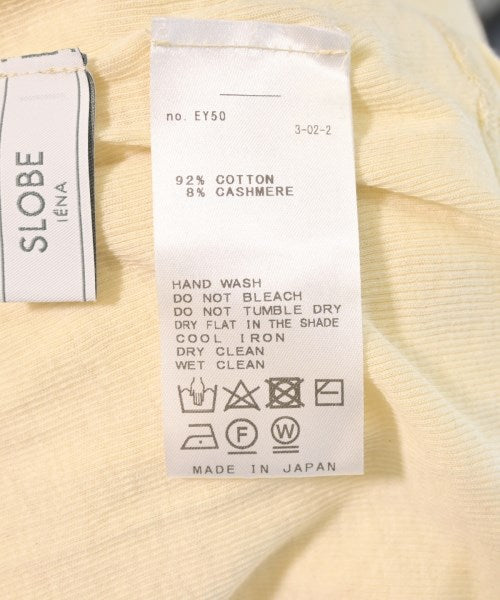 SLOBE
IÉNA
no. EY50
3-02-2
92% COTTON
8% CASHMERE
HAND WASH
DO NOT BLEACH
DO NOT TUMBLE DRY
DRY FLAT IN THE SHADE
COOL IRON
DRY CLEAN
WET CLEAN
F
W
MADE IN JAPAN